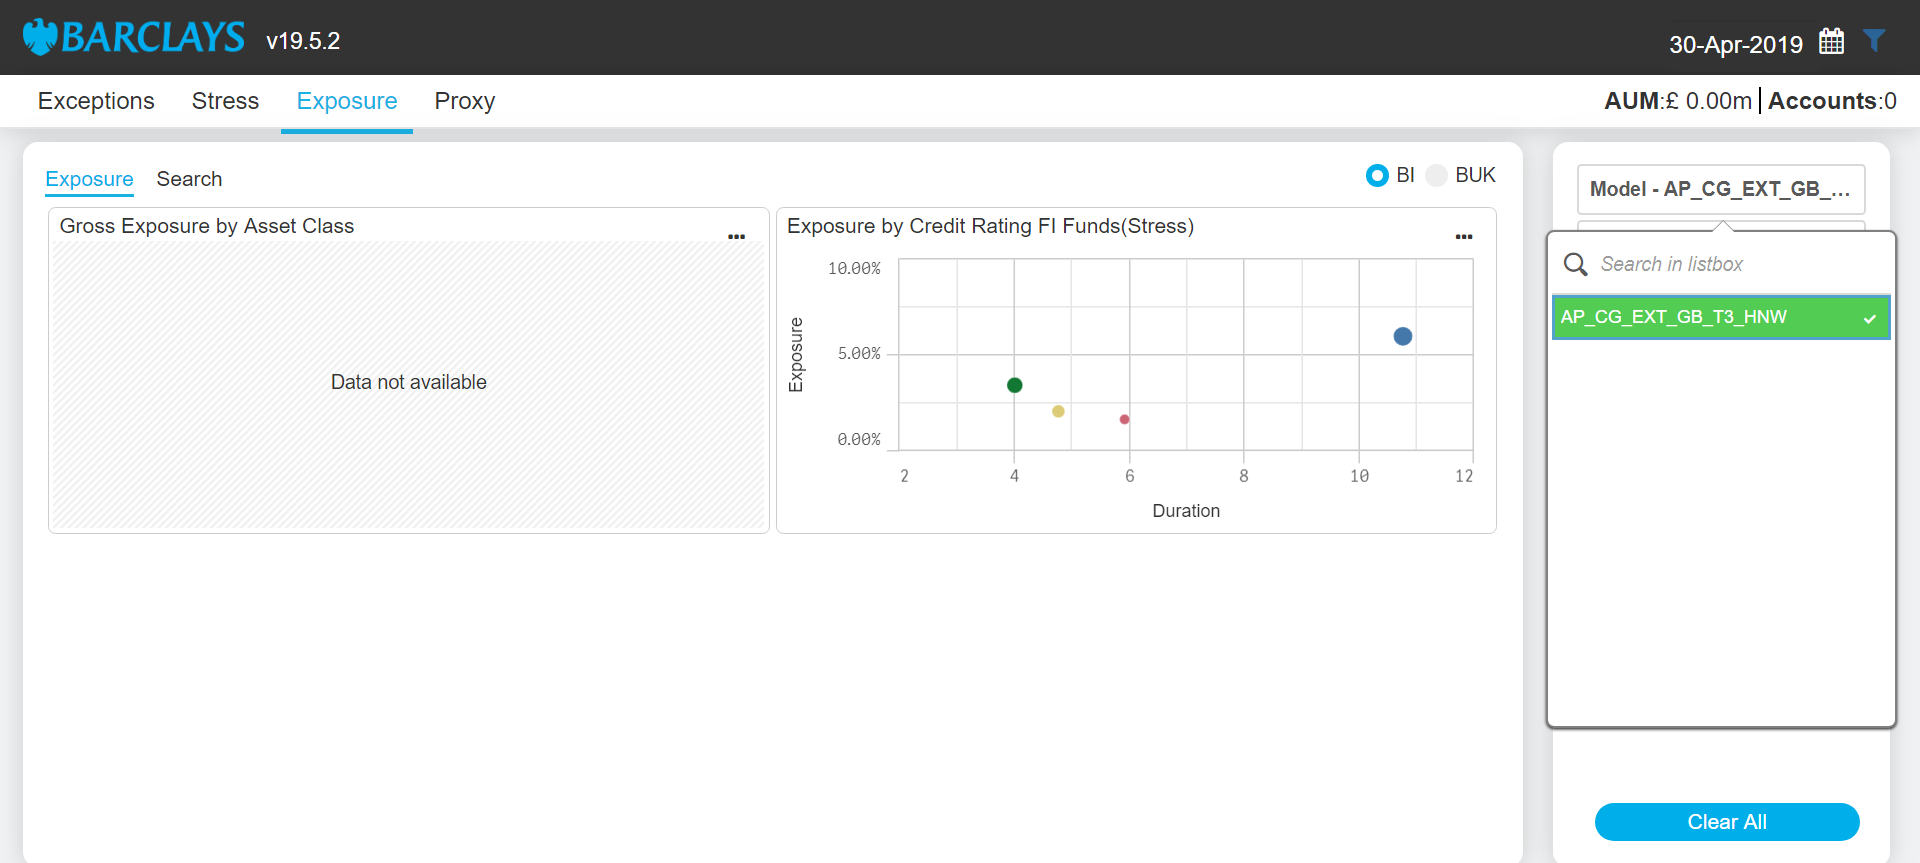 BARCLAYS v19.5.2
30-Apr-2019
Exceptions Stress Exposure Proxy
AUM:£ 0.00m Accounts:0
Exposure Search
BI BUK
Gross Exposure by Asset Class
...
Data not available
Exposure by Credit Rating FI Funds(Stress)
...
Exposure
10.00%
5.00%
0.00%
2 4 6 8 10 12
Duration
Model - AP_CG_EXT_GB_...
Search in listbox
AP_CG_EXT_GB_T3_HNW
Clear All